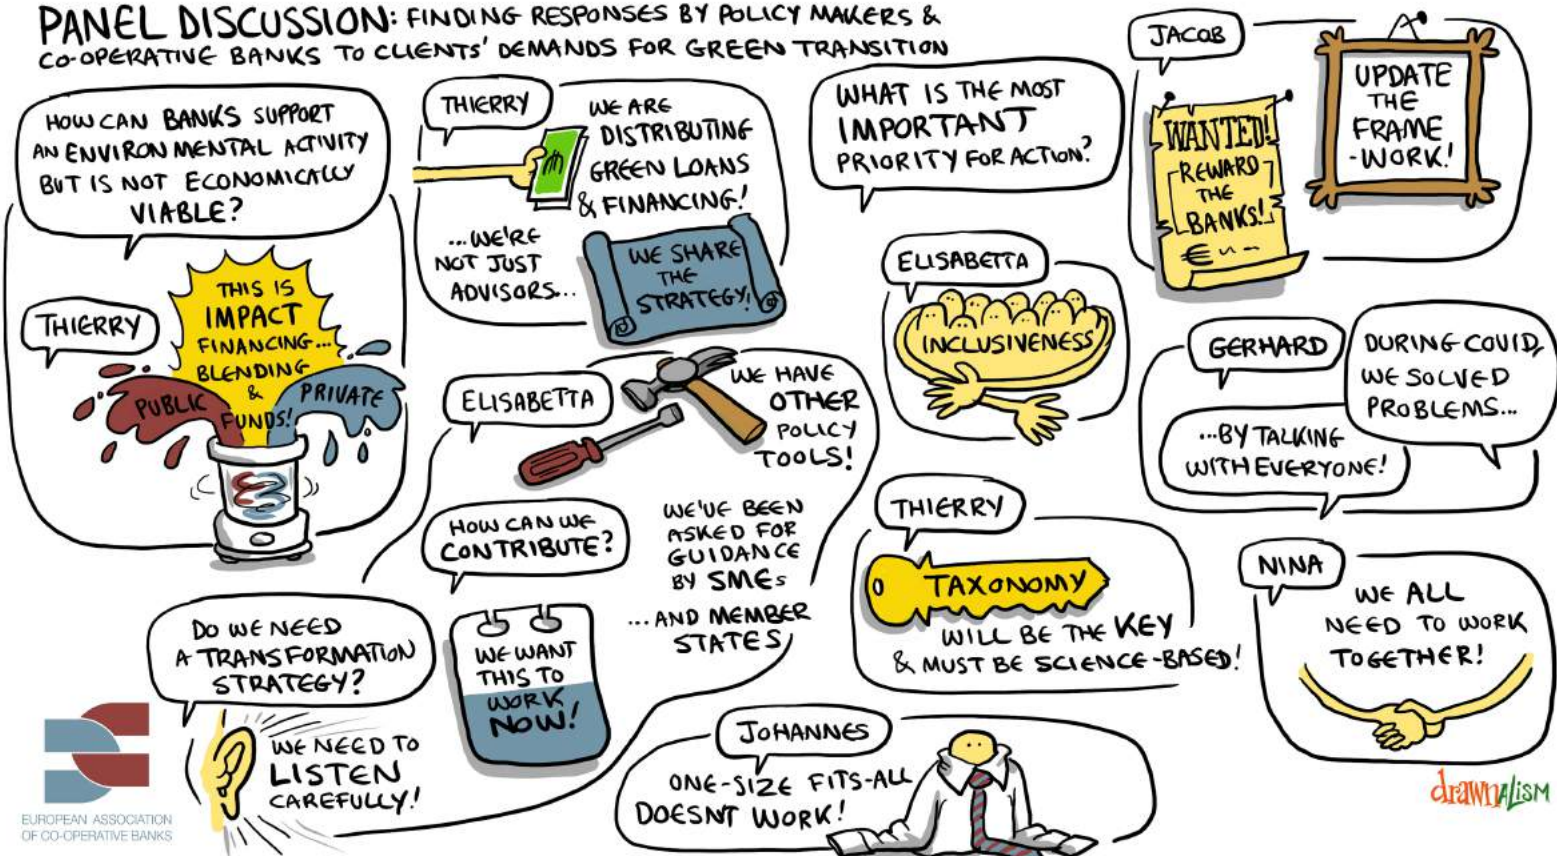 PANEL DISCUSSION: FINDING RESPONSES BY POLICY MAKERS &
CO-OPERATIVE BANKS TO CLIENTS' DEMANDS FOR GREEN TRANSITION
HOW CAN BANKS SUPPORT
AN ENVIRONMENTAL ACTIVITY
BUT IS NOT ECONOMICALLY
VIABLE?
THIERRY
THIS IS
IMPACT
FINANCING...
BLENDING
&
FUNDS!
PUBLIC
PRIVATE
THIERRY
WE ARE
DISTRIBUTING
GREEN LOANS
& FINANCING!
...WE'RE
NOT JUST
ADVISORS...
WE SHARE
THE
STRATEGY!
DO WE NEED
A TRANSFORMATION
STRATEGY?
WE NEED TO
LISTEN
CAREFULLY!
ELISABETTA
WE HAVE
OTHER
POLICY
TOOLS!
HOW CAN WE
CONTRIBUTE?
WE WANT
THIS TO
WORK
NOW!
WE'VE BEEN
ASKED FOR
GUIDANCE
BY SMEs
...AND MEMBER
STATES
WHAT IS THE MOST
IMPORTANT
PRIORITY FOR ACTION?
JACOB
WANTED!
REWARD
THE
BANKS!
€
UPDATE
THE
FRAME
-WORK!
ELISABETTA
INCLUSIVENESS
GERHARD
DURING COVID,
WE SOLVED
PROBLEMS...
...BY TALKING
WITH EVERYONE!
THIERRY
TAXONOMY
WILL BE THE KEY
& MUST BE SCIENCE-BASED!
NINA
WE ALL
NEED TO WORK
TOGETHER!
JOHANNES
ONE-SIZE FITS-ALL
DOESNT WORK!
EUROPEAN ASSOCIATION
OF CO-OPERATIVE BANKS
drawnALISM